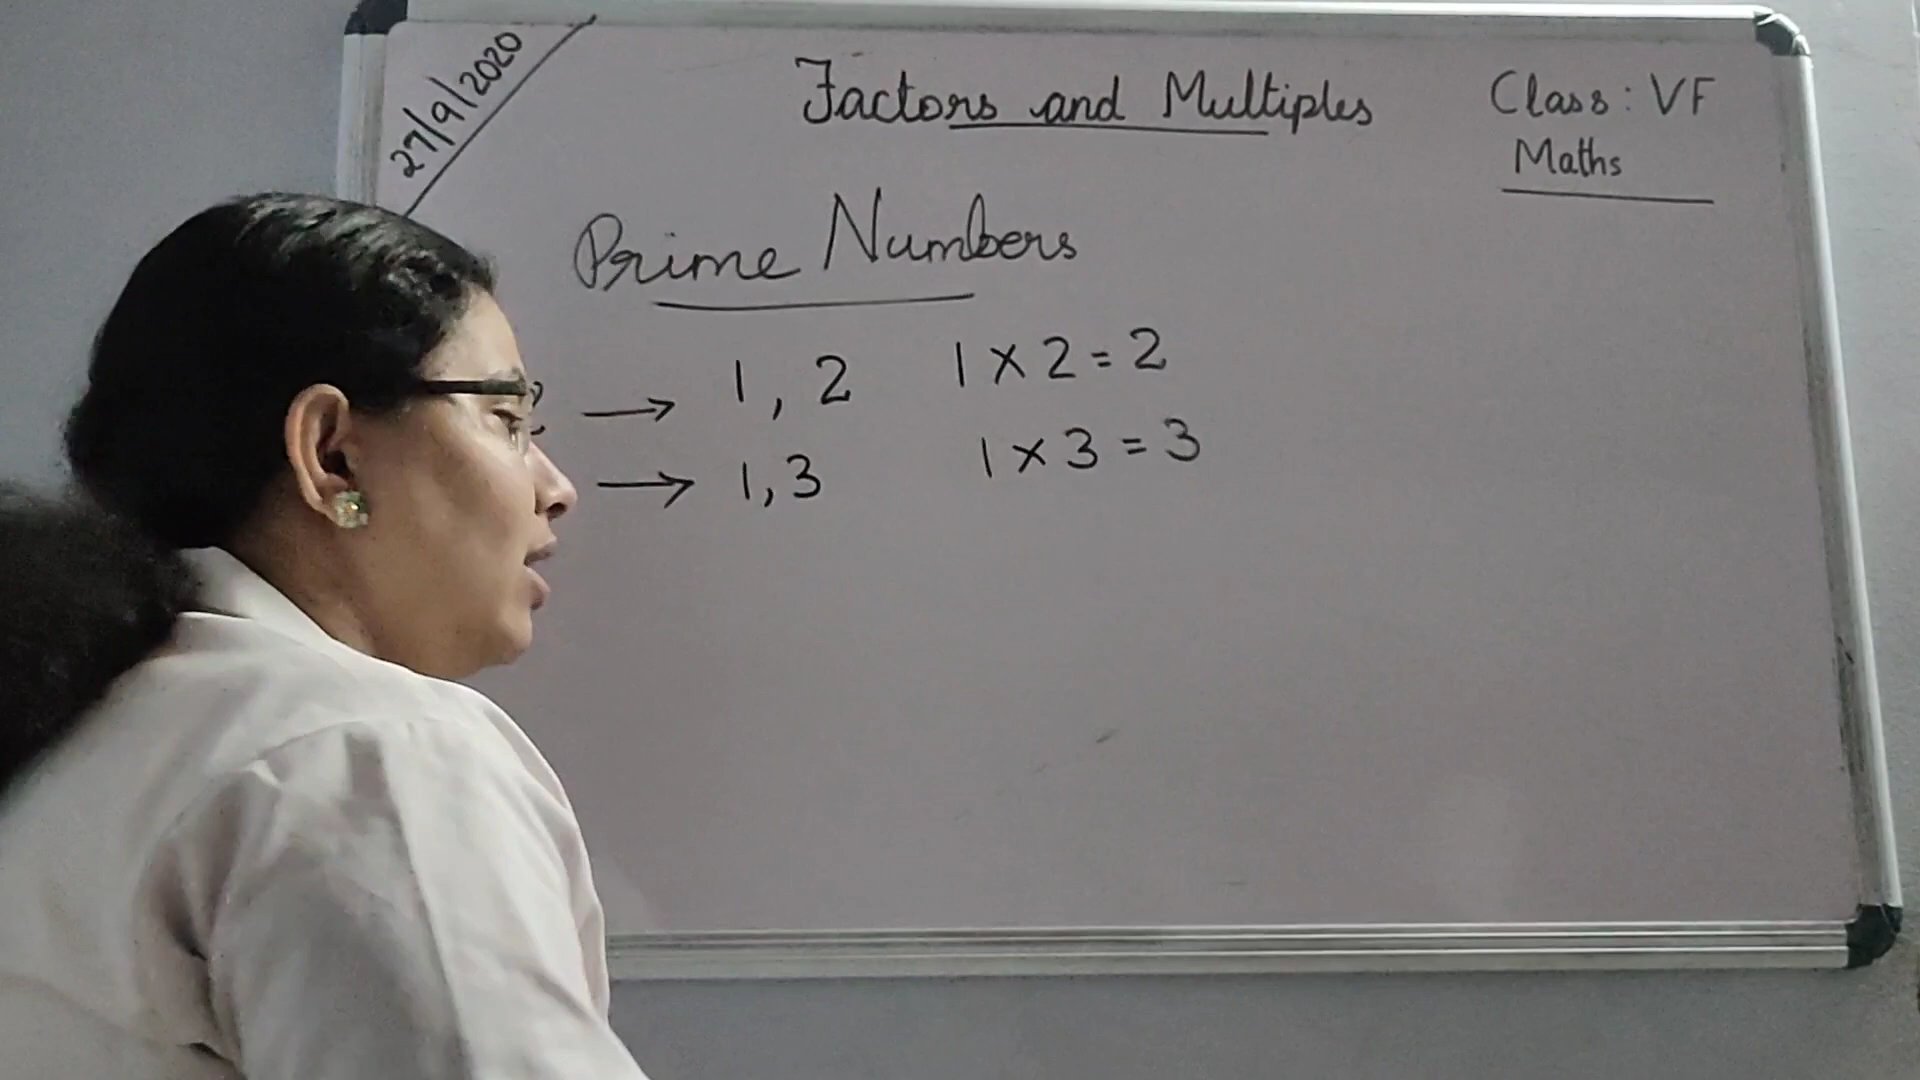 27/9/2020
Factors and Multiples
Class: VF
Maths
Prime Numbers
2 → 1, 2 1 × 2 = 2
→ 1, 3 1 × 3 = 3